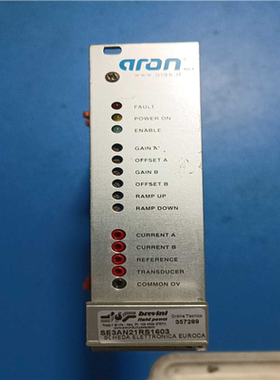 aron
www.aron.it
FAULT
POWER ON
ENABLE
GAIN A
OFFSET A
GAIN B
OFFSET B
RAMP UP
RAMP DOWN
CURRENT A
CURRENT B
REFERENCE
TRANSDUCER
COMMON 0V
brevini
fluid power
357289
SE3AN21RS1603
SCHEDA ELETTRONICA EUROCA